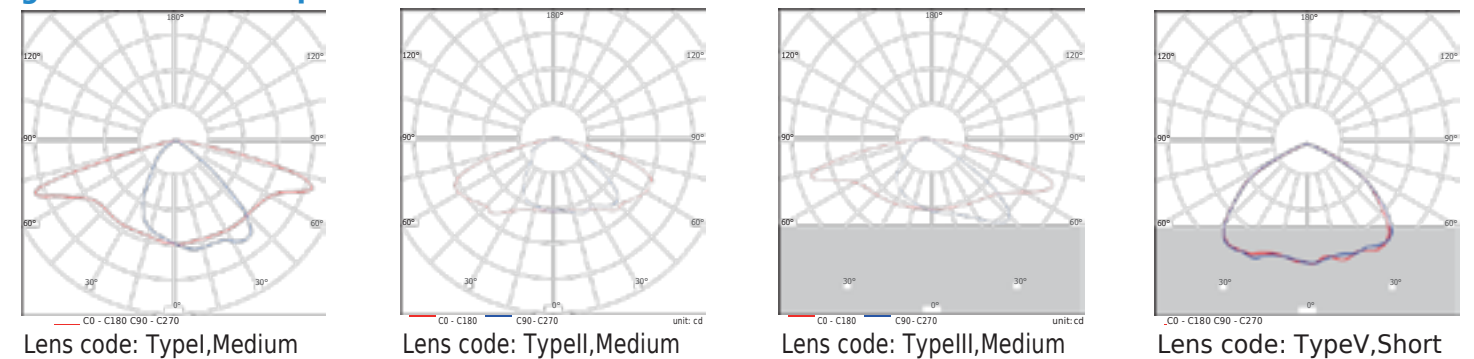 180° 180° 180° 180°
120° 120° 120° 120° 120° 120° 120°
90° 90° 90° 90° 90° 90° 90° 90°
60° 60° 60° 60° 60° 60° 60° 60°
30° 30° 30° 30° 30° 30° 30° 30°
0° 0° 0° 0°
C0 - C180 C90 - C270 C0 - C180 C90-C270 unit: cd C0 - C180 C90-C270 unit:cd C0 - C180 C90 - C270
Lens code: TypeI,Medium Lens code: TypeII,Medium Lens code: TypeIII,Medium Lens code: TypeV,Short